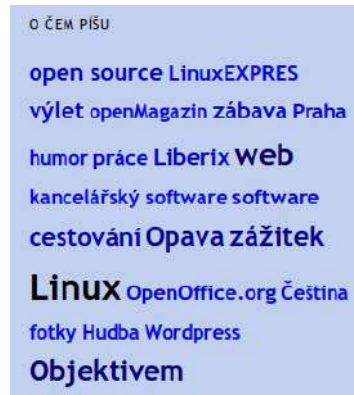 O ČEM PÍŠU
open source LinuxEXPRES
výlet openMagazin zábava Praha
humor práce Liberix web
kancelářský software software
cestování Opava zážitek
Linux OpenOffice.org Čeština
fotky Hudba Wordpress
Objektivem